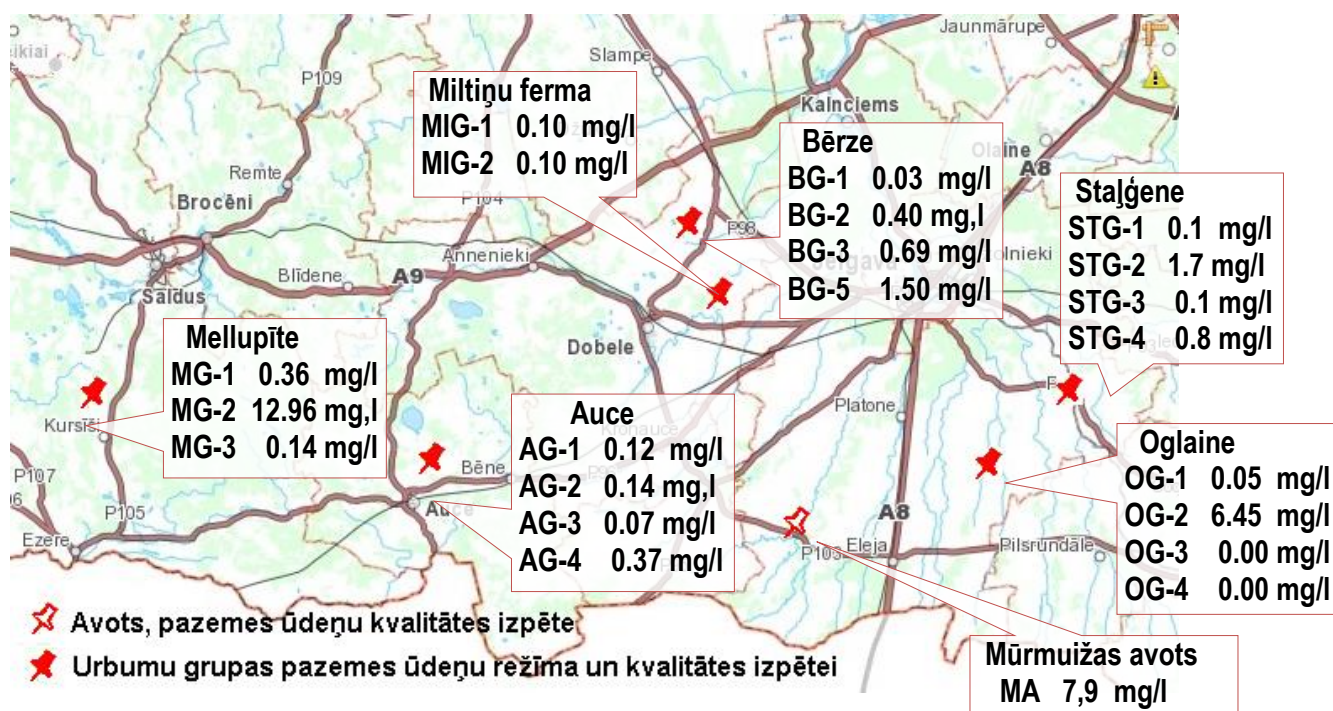 Jaunmārupe
Slampe
P109
Miltiņu ferma
MIG-1 0.10 mg/l
MIG-2 0.10 mg/l
Kalnciems
Bērze
BG-1 0.03 mg/l
BG-2 0.40 mg,l
BG-3 0.69 mg/l
BG-5 1.50 mg/l
Olaine
A8
Staļģene
STG-1 0.1 mg/l
STG-2 1.7 mg/l
STG-3 0.1 mg/l
STG-4 0.8 mg/l
Remte
Brocēni
P104
P98
Annenieki
Blīdene
A9
Saldus
Dobele
Mellupīte
MG-1 0.36 mg/l
MG-2 12.96 mg,l
MG-3 0.14 mg/l
Kursīši
Platone
Auce
AG-1 0.12 mg/l
AG-2 0.14 mg,l
AG-3 0.07 mg/l
AG-4 0.37 mg/l
Oglaine
OG-1 0.05 mg/l
OG-2 6.45 mg/l
OG-3 0.00 mg/l
OG-4 0.00 mg/l
P107
Bēne
P96
P105
Auce
A8
Ezere
P103
Eleja
Pilsrundāle
Avots, pazemes ūdeņu kvalitātes izpēte
Urbumu grupas pazemes ūdeņu režīma un kvalitātes izpētei
Mūrmuižas avots
MA 7,9 mg/l